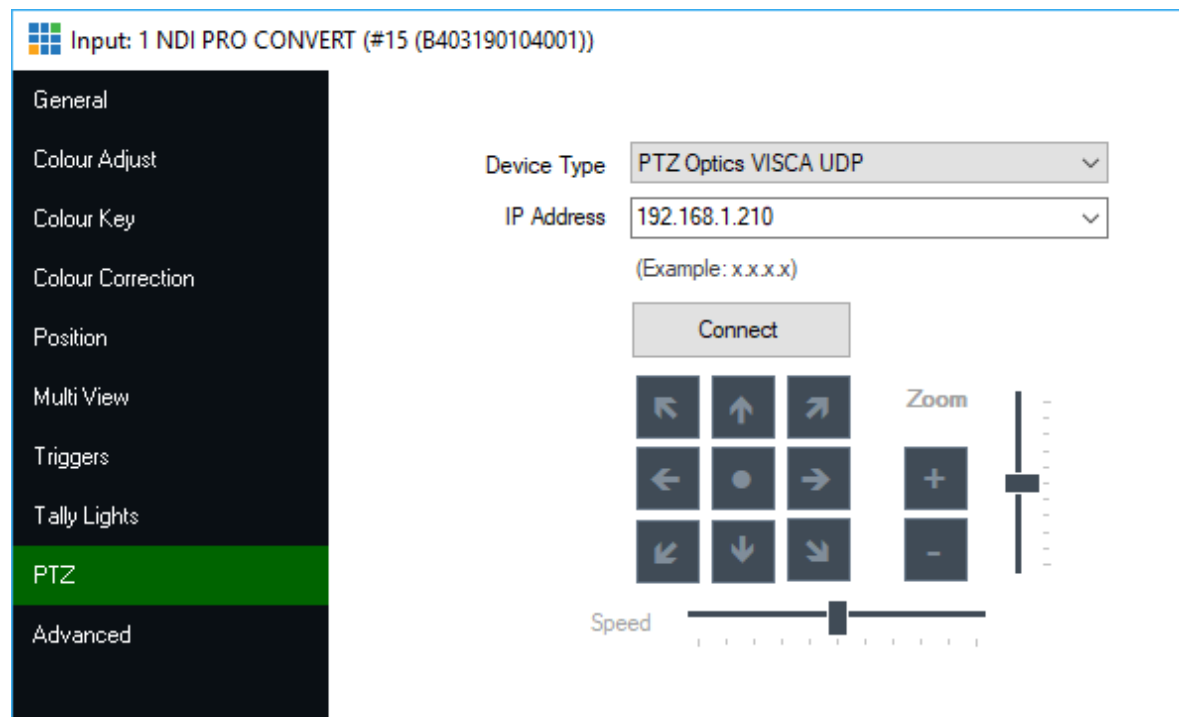 Input: 1 NDI PRO CONVERT (#15 (B403190104001))
General
Colour Adjust
Colour Key
Colour Correction
Position
Multi View
Triggers
Tally Lights
PTZ
Advanced
Device Type PTZ Optics VISCA UDP
IP Address 192.168.1.210
(Example: x.x.x.x)
Connect
Zoom
+
-
Speed